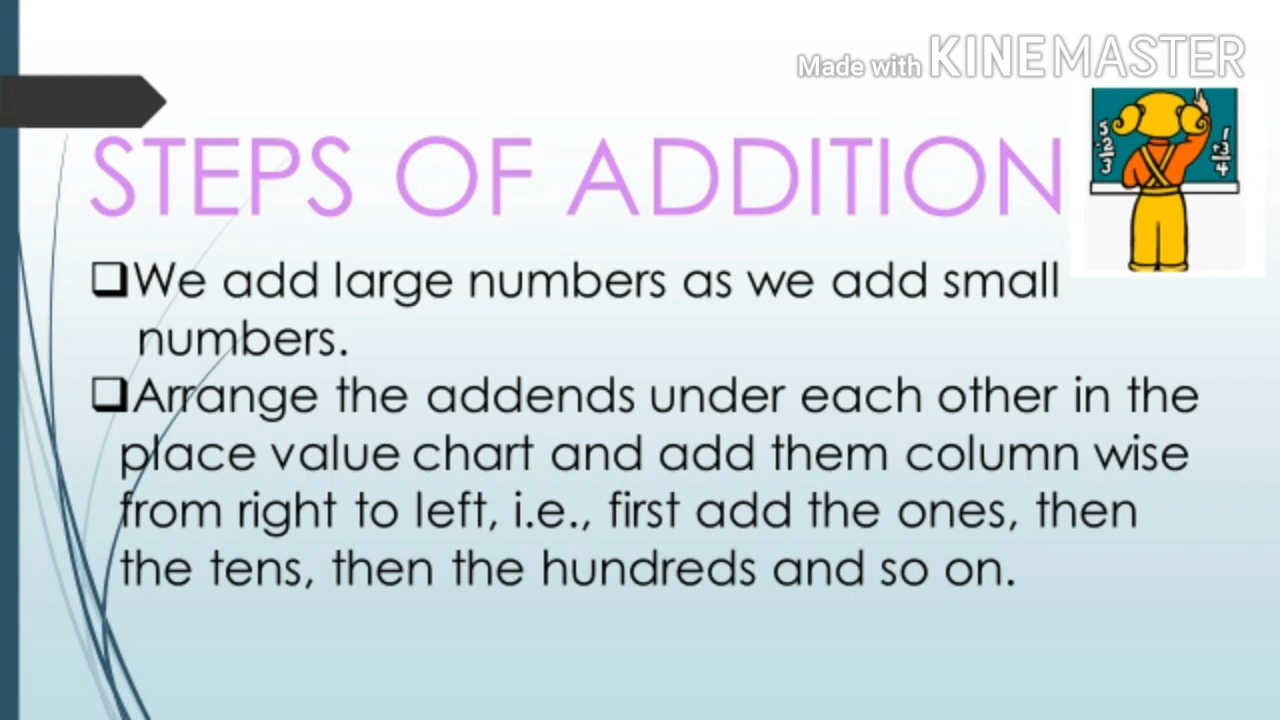 Made with KINEMASTER
STEPS OF ADDITION
❑We add large numbers as we add small
numbers.
❑Arrange the addends under each other in the
place value chart and add them column wise
from right to left, i.e., first add the ones, then
the tens, then the hundreds and so on.